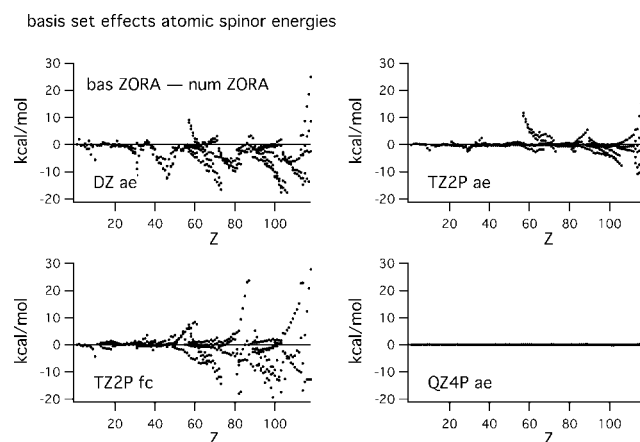 basis set effects atomic spinor energies
30
20
10
0
-10
-20
kcal/mol
bas ZORA — num ZORA
DZ ae
20 40 60 80 100
Z
30
20
10
0
-10
-20
kcal/mol
TZ2P ae
20 40 60 80 100
Z
30
20
10
0
-10
-20
kcal/mol
TZ2P fc
20 40 60 80 100
Z
30
20
10
0
-10
-20
kcal/mol
QZ4P ae
20 40 60 80 100
Z